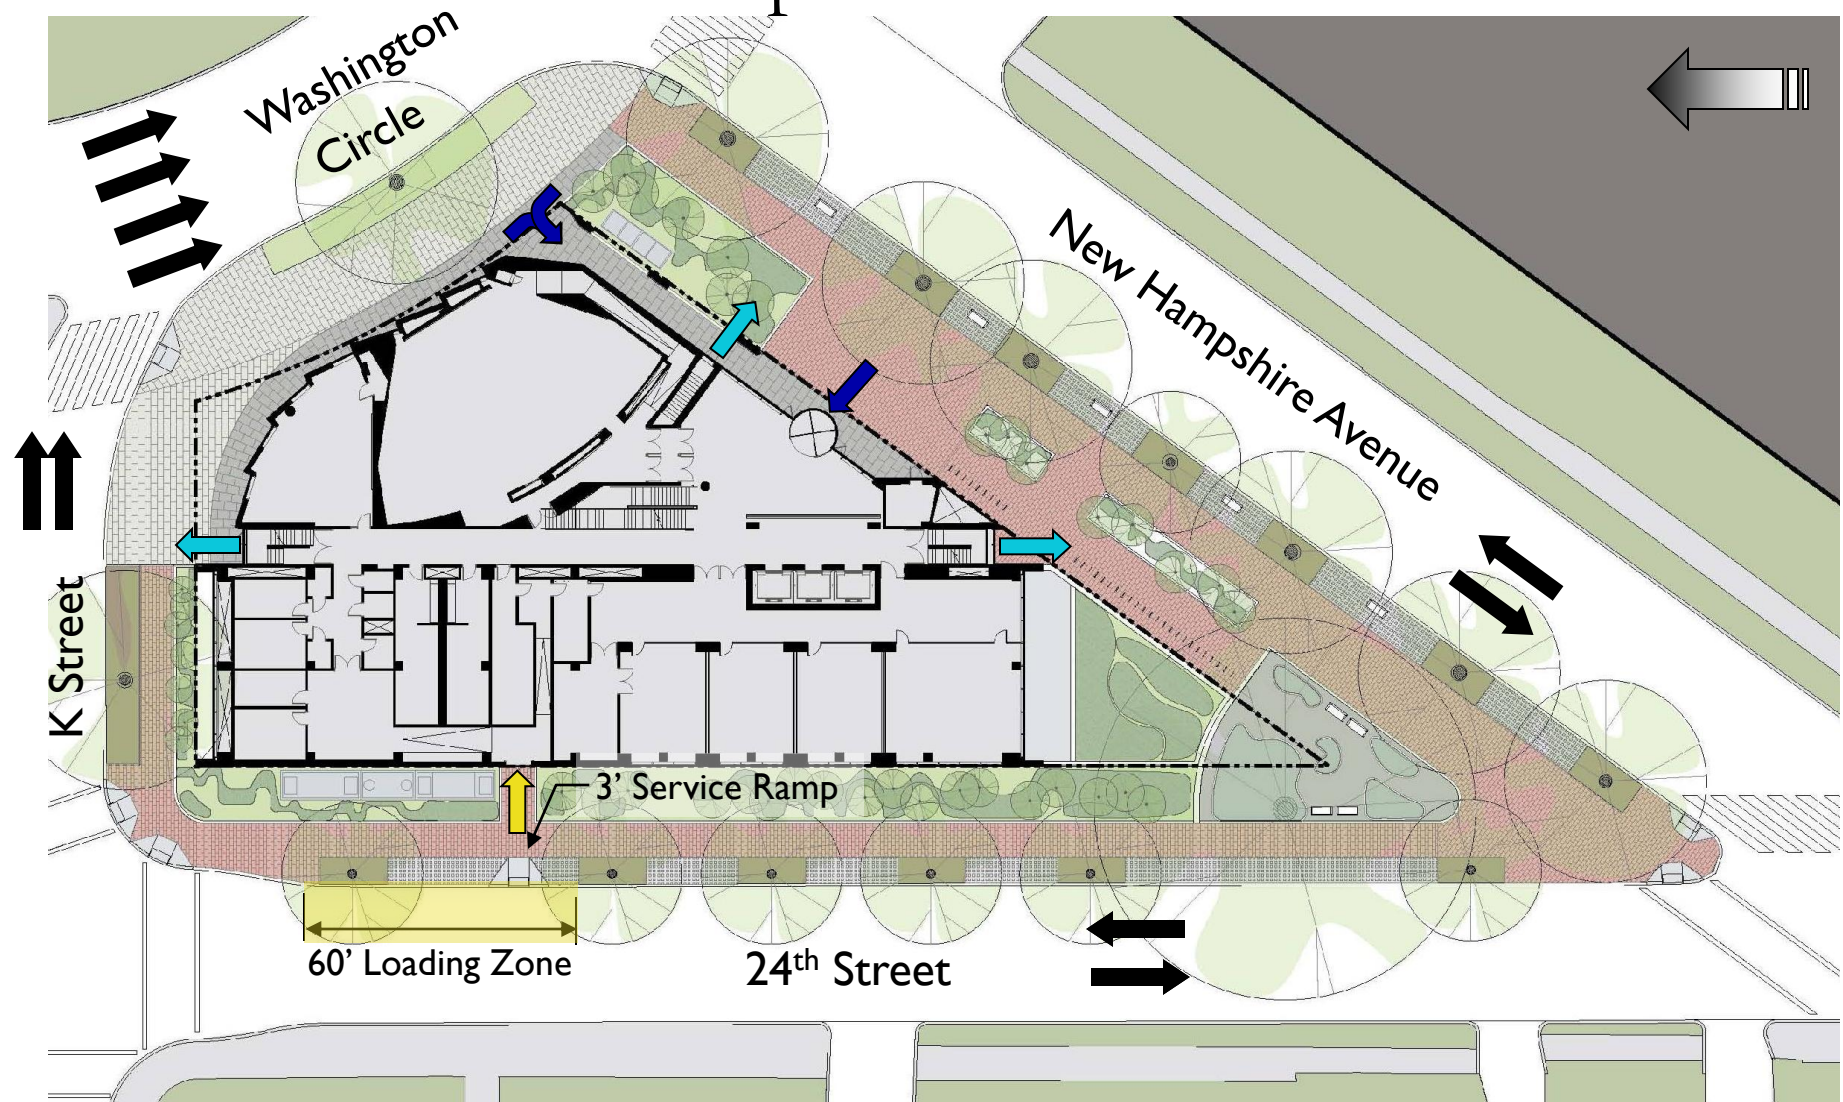 Washington
Circle
New Hampshire Avenue
K Street
3’ Service Ramp
60’ Loading Zone
24th Street